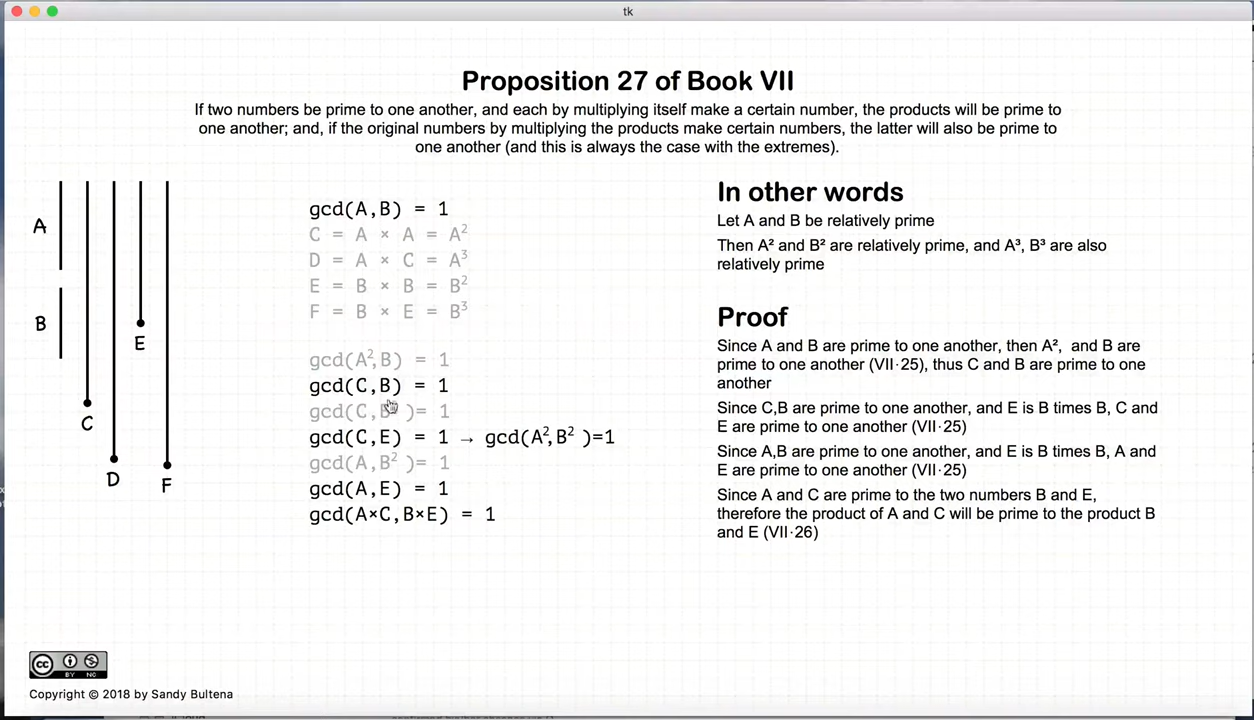 tk
Proposition 27 of Book VII
If two numbers be prime to one another, and each by multiplying itself make a certain number, the products will be prime to
one another; and, if the original numbers by multiplying the products make certain numbers, the latter will also be prime to
one another (and this is always the case with the extremes).
A
B
C
D
E
F
gcd(A,B) = 1
C = A × A = A²
D = A × C = A³
E = B × B = B²
F = B × E = B³
gcd(A²,B) = 1
gcd(C,B) = 1
gcd(C,B²)= 1
gcd(C,E) = 1 → gcd(A²,B² )=1
gcd(A,B² )= 1
gcd(A,E) = 1
gcd(A×C,B×E) = 1
In other words
Let A and B be relatively prime
Then A² and B² are relatively prime, and A³, B³ are also
relatively prime
Proof
Since A and B are prime to one another, then A², and B are
prime to one another (VII·25), thus C and B are prime to one
another
Since C,B are prime to one another, and E is B times B, C and
E are prime to one another (VII·25)
Since A,B are prime to one another, and E is B times B, A and
E are prime to one another (VII·25)
Since A and C are prime to the two numbers B and E,
therefore the product of A and C will be prime to the product B
and E (VII·26)
cc
BY NC
Copyright © 2018 by Sandy Bultena